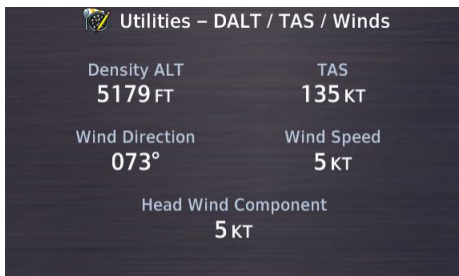 Utilities – DALT / TAS / Winds
Density ALT TAS
5179 FT 135 KT
Wind Direction Wind Speed
073° 5 KT
Head Wind Component
5 KT